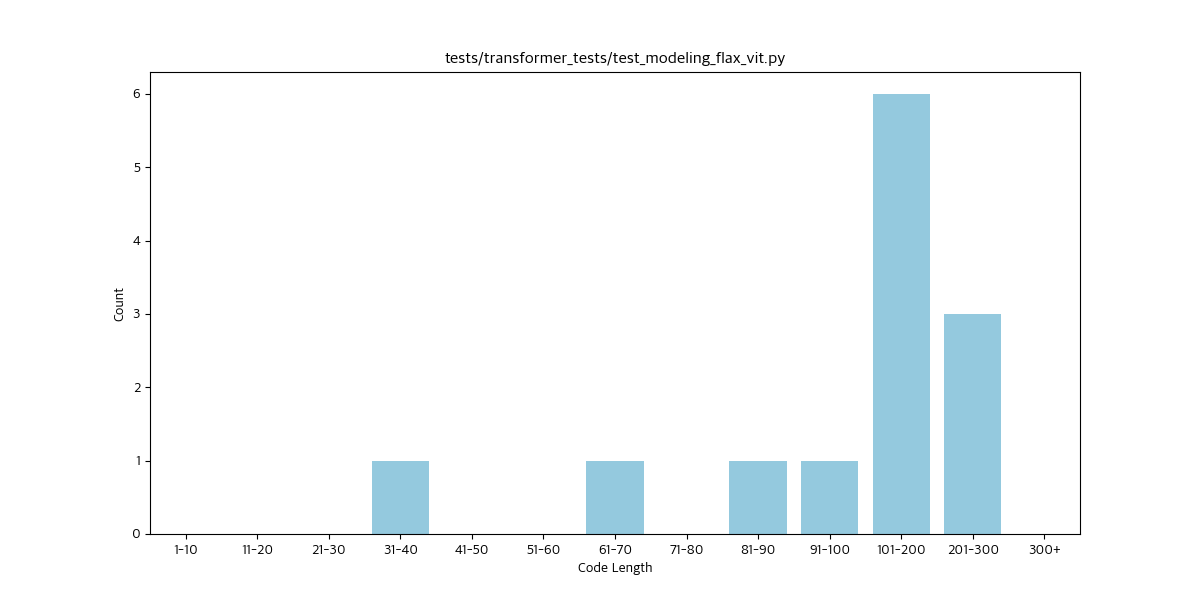 tests/transformer_tests/test_modeling_flax_vit.py
Count
6
5
4
3
2
1
0
1-10 11-20 21-30 31-40 41-50 51-60 61-70 71-80 81-90 91-100 101-200 201-300 300+
Code Length